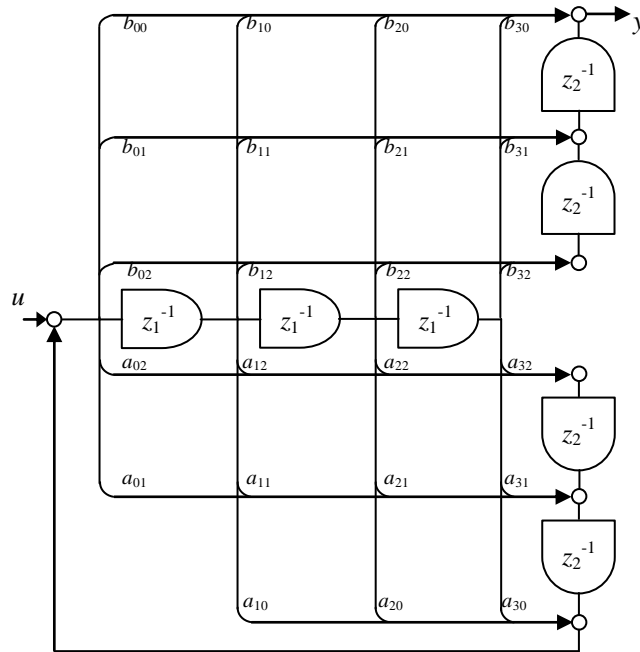 b₀₀ b₁₀ b₂₀ b₃₀ y
z₂⁻¹
b₀₁ b₁₁ b₂₁ b₃₁
z₂⁻¹
b₀₂ b₁₂ b₂₂ b₃₂
u z₁⁻¹ z₁⁻¹ z₁⁻¹
a₀₂ a₁₂ a₂₂ a₃₂
z₂⁻¹
a₀₁ a₁₁ a₂₁ a₃₁
z₂⁻¹
a₁₀ a₂₀ a₃₀